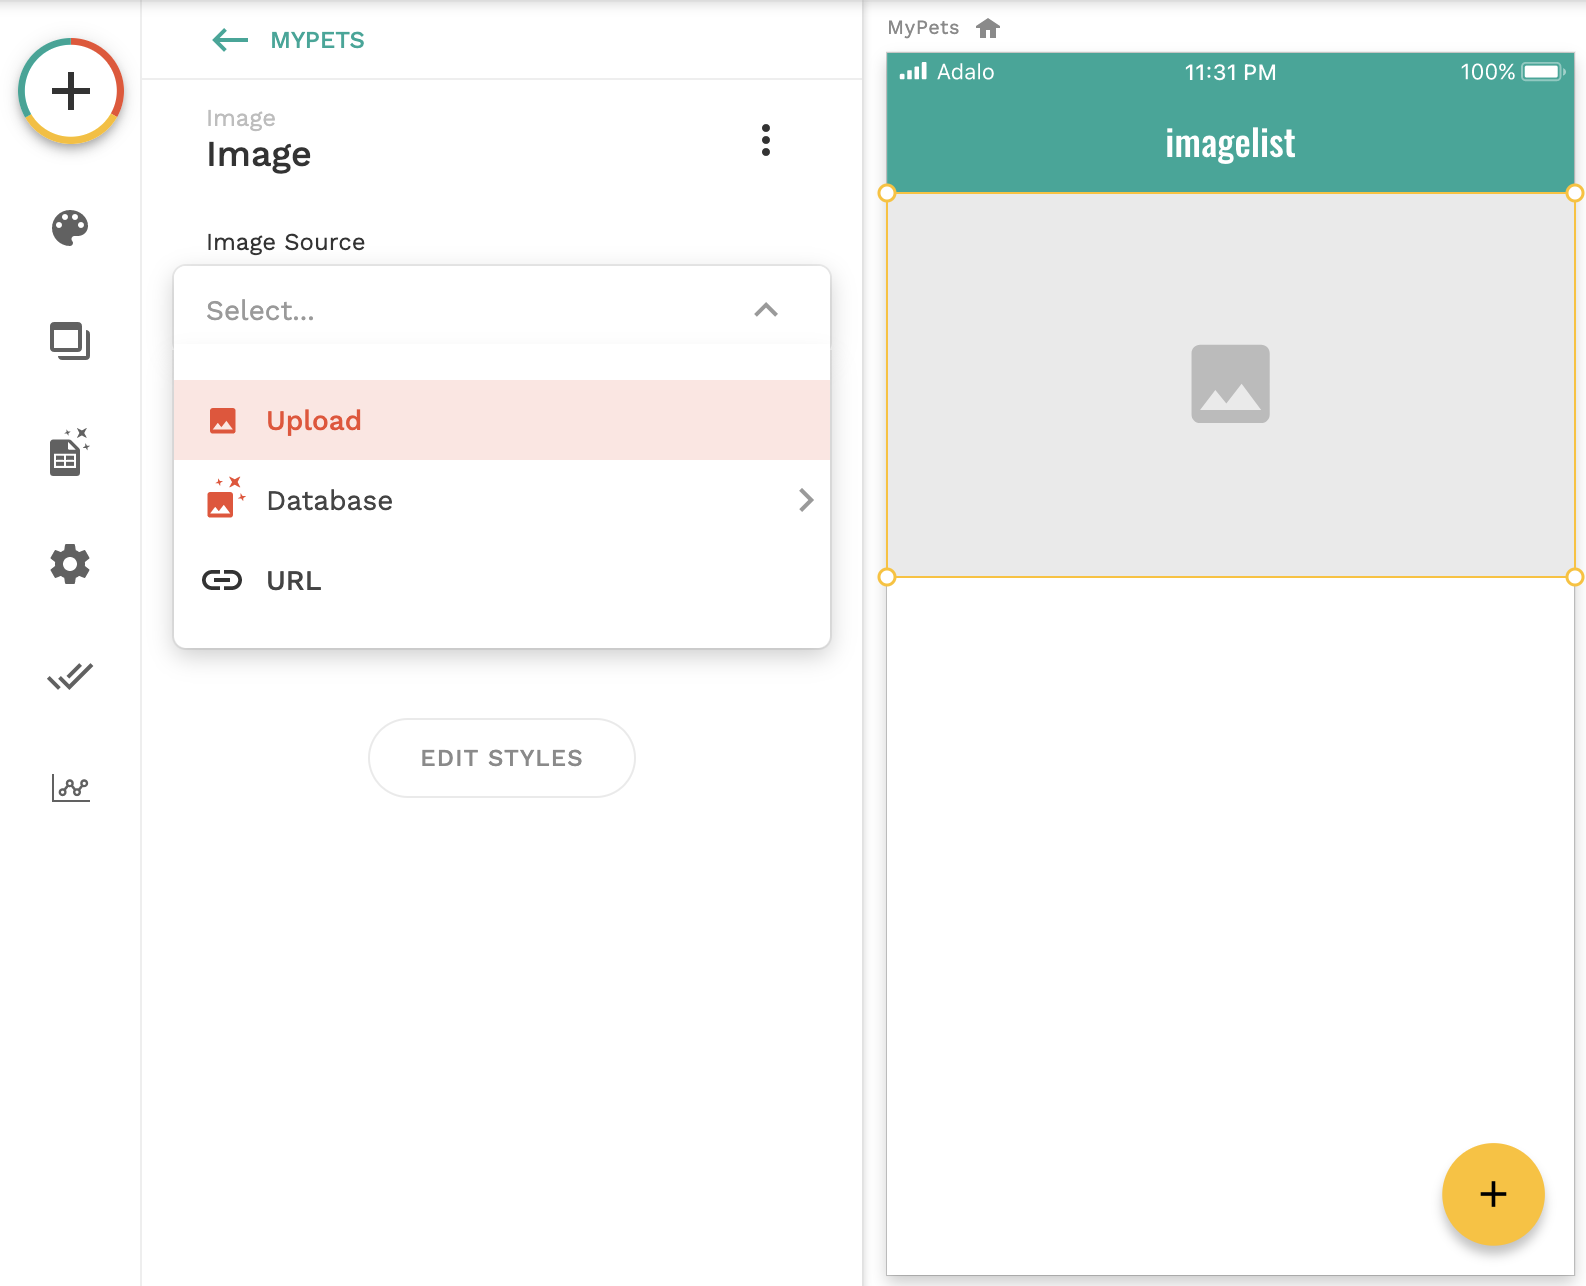 MYPETS
Image
Image
Image Source
Select...
Upload
Database
URL
EDIT STYLES
MyPets
Adalo
11:31 PM
100%
imagelist